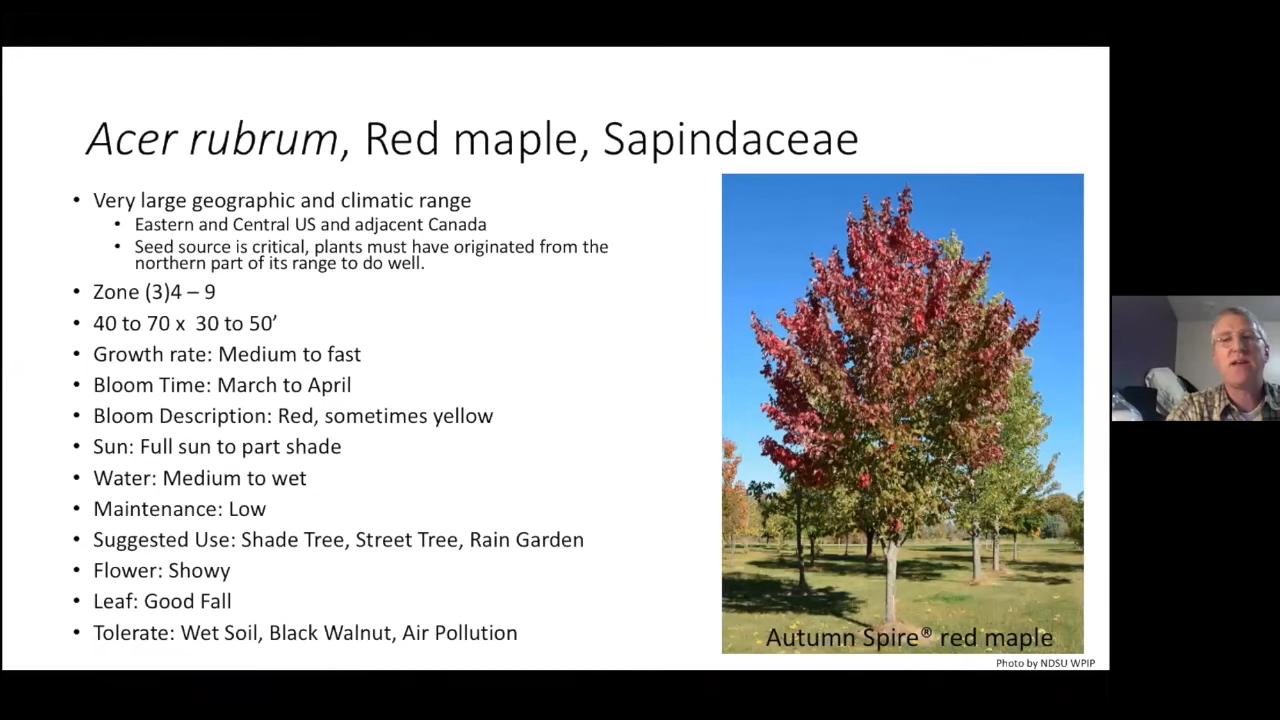 Acer rubrum, Red maple, Sapindaceae
• Very large geographic and climatic range
• Eastern and Central US and adjacent Canada
• Seed source is critical, plants must have originated from the
northern part of its range to do well.
• Zone (3)4 – 9
• 40 to 70 x  30 to 50’
• Growth rate: Medium to fast
• Bloom Time: March to April
• Bloom Description: Red, sometimes yellow
• Sun: Full sun to part shade
• Water: Medium to wet
• Maintenance: Low
• Suggested Use: Shade Tree, Street Tree, Rain Garden
• Flower: Showy
• Leaf: Good Fall
• Tolerate: Wet Soil, Black Walnut, Air Pollution
Autumn Spire® red maple
Photo by NDSU WPIP